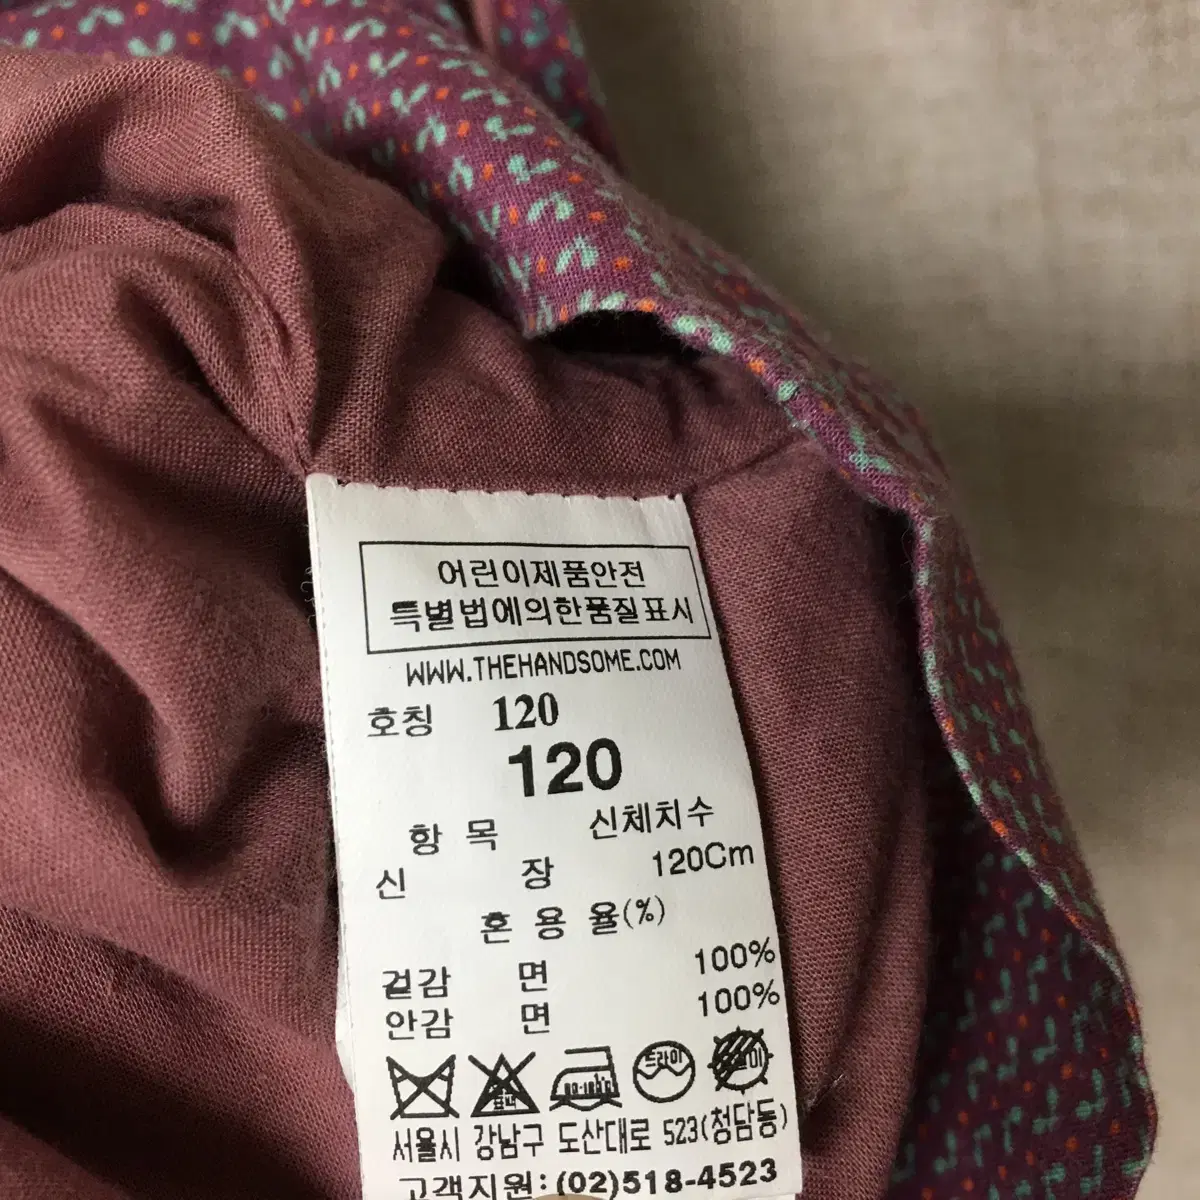 어린이제품안전
특별법에의한품질표시
WWW.THEHANDSOME.COM
호칭 120
120
항 목 신체치수
신 장 120Cm
혼 용 율(%)
겉감 면 100%
안감 면 100%
드라이
서울시 강남구 도산대로 523(청담동)
고객지원:(02)518-4523